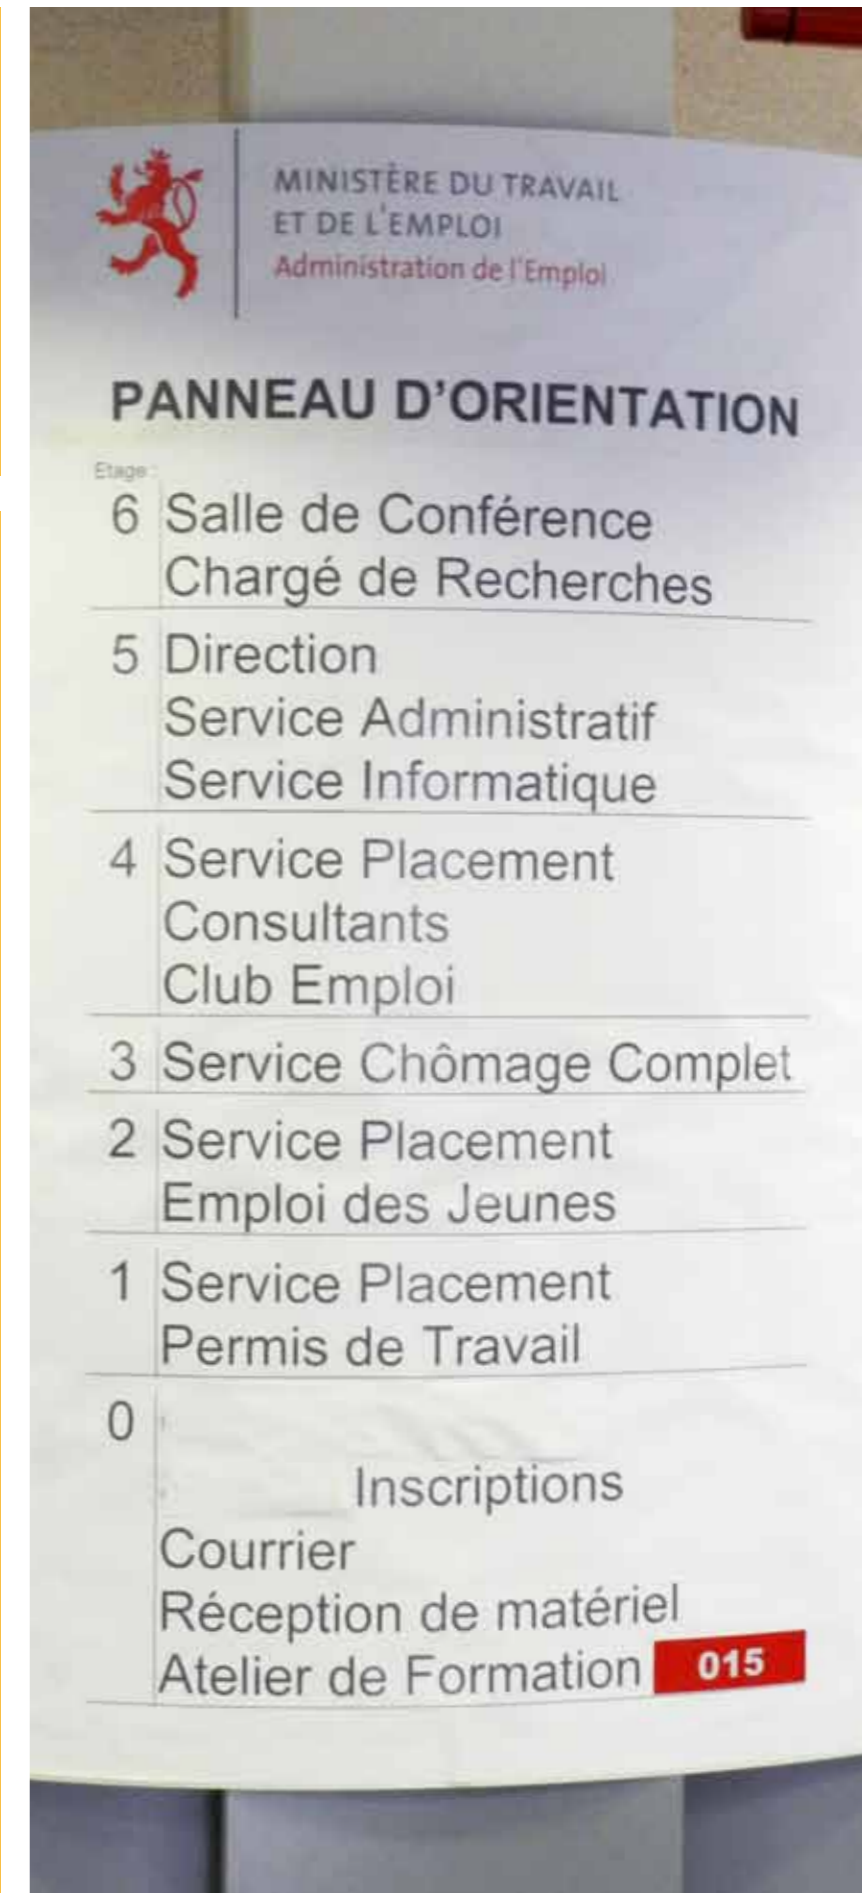 MINISTÈRE DU TRAVAIL
ET DE L'EMPLOI
Administration de l'Emploi
PANNEAU D'ORIENTATION
Etage :
6 Salle de Conférence
Chargé de Recherches
5 Direction
Service Administratif
Service Informatique
4 Service Placement
Consultants
Club Emploi
3 Service Chômage Complet
2 Service Placement
Emploi des Jeunes
1 Service Placement
Permis de Travail
0
Inscriptions
Courrier
Réception de matériel
Atelier de Formation 015